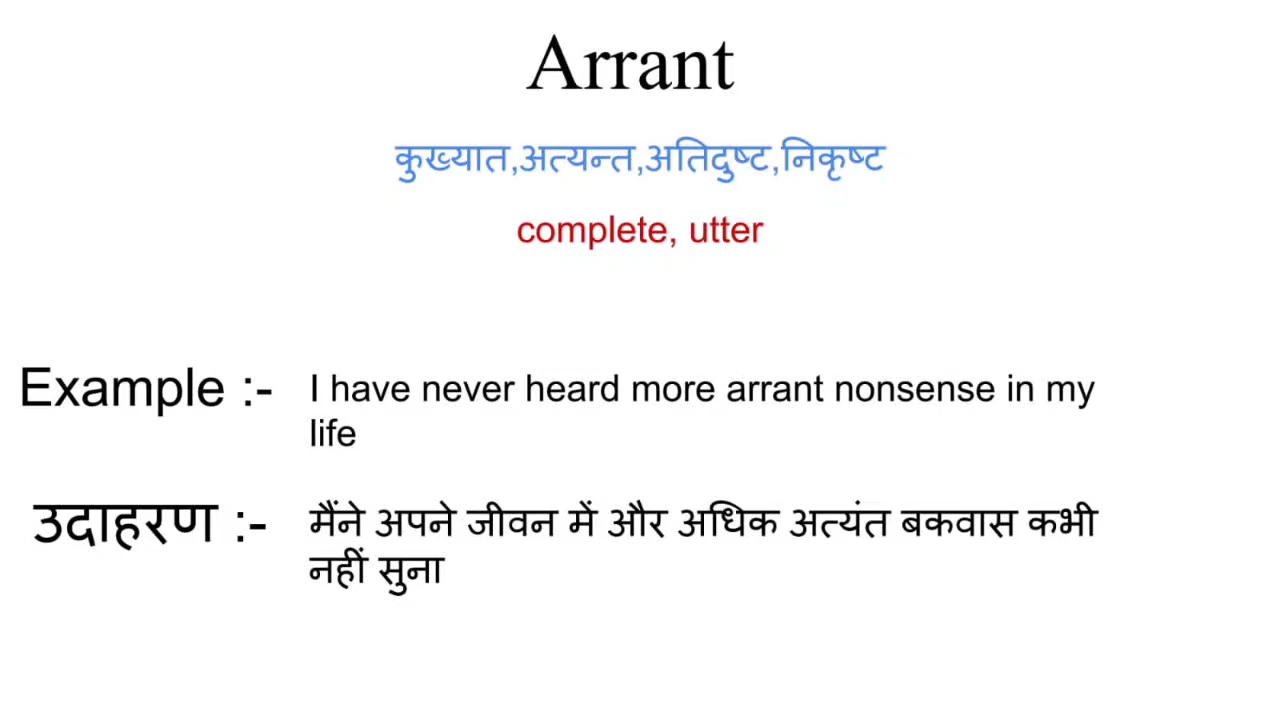 Arrant
कुख्यात,अत्यन्त,अतिदुष्ट,निकृष्ट
complete, utter
Example :- I have never heard more arrant nonsense in my
life
उदाहरण :- मैंने अपने जीवन में और अधिक अत्यंत बकवास कभी
नहीं सुना